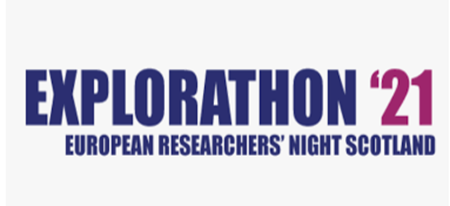 EXPLORATHON ‘21
EUROPEAN RESEARCHERS’ NIGHT SCOTLAND